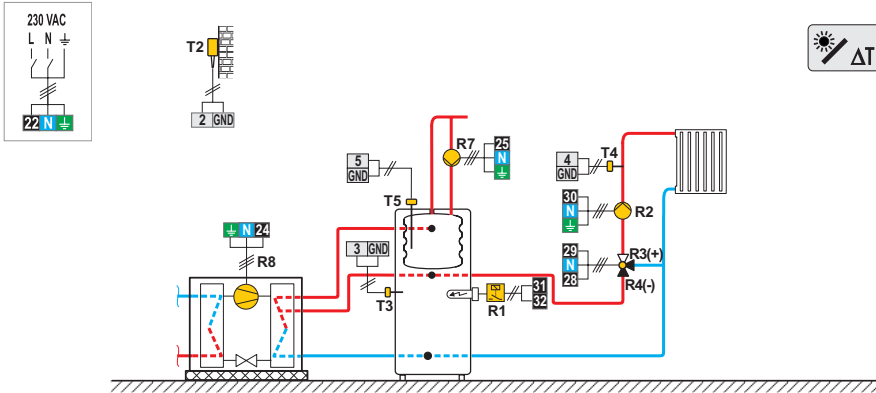 230 VAC
L N
22 N
T2
2 GND
ΔT
R7
25
N
5
GND
T5
4
GND
T4
30
N
R2
N 24
R8
3 GND
T3
29
N
28
R3(+)
R4(-)
R1
31
32